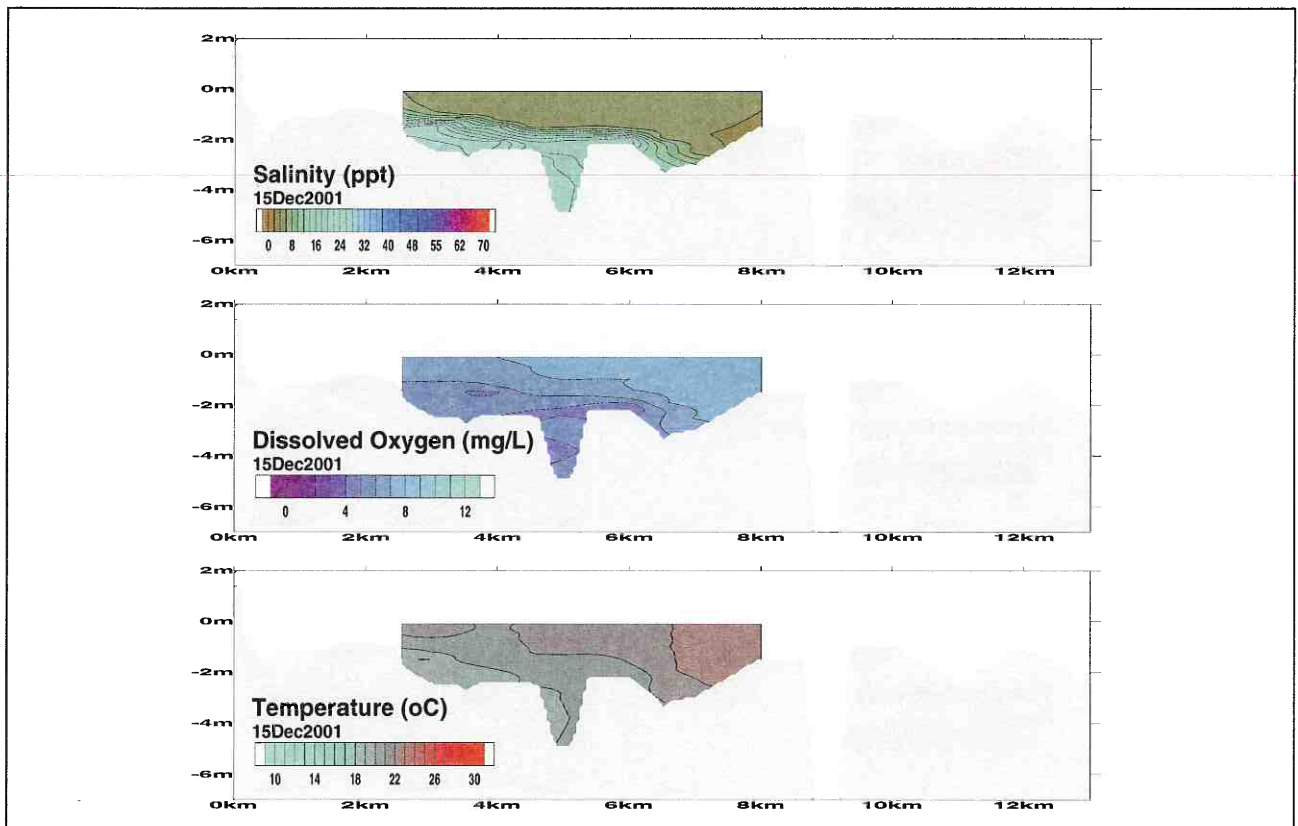 2m
0m
-2m
-4m
-6m
Salinity (ppt)
15Dec2001
0 8 16 24 32 40 48 55 62 70
0km 2km 4km 6km 8km 10km 12km
2m
0m
-2m
-4m
-6m
Dissolved Oxygen (mg/L)
15Dec2001
0 4 8 12
0km 2km 4km 6km 8km 10km 12km
2m
0m
-2m
-4m
-6m
Temperature (oC)
15Dec2001
10 14 18 22 26 30
0km 2km 4km 6km 8km 10km 12km